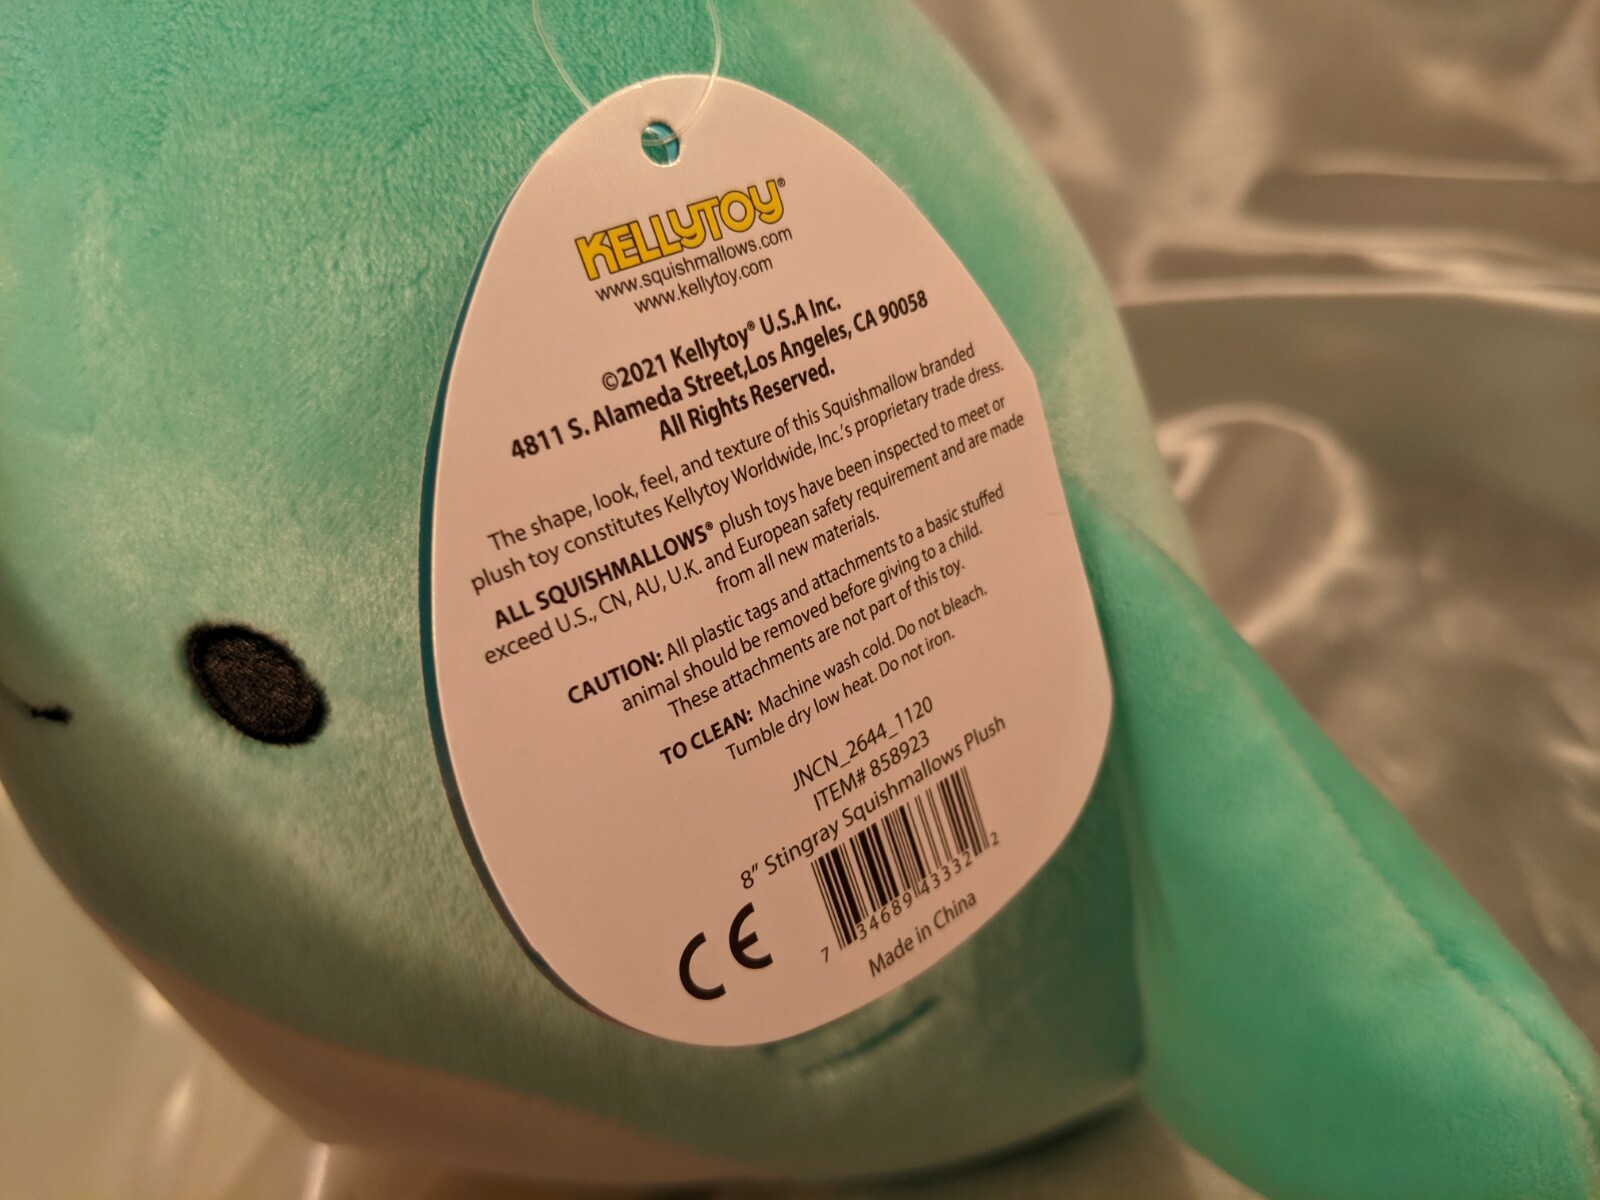 KELLYTOY®
www.squishmallows.com
www.kellytoy.com
©2021 Kellytoy® U.S.A Inc.
4811 S. Alameda Street,Los Angeles, CA 90058
All Rights Reserved.
The shape, look, feel, and texture of this Squishmallow branded
plush toy constitutes Kellytoy Worldwide, Inc.'s proprietary trade dress.
ALL SQUISHMALLOWS® plush toys have been inspected to meet or
exceed U.S., CN, AU, U.K. and European safety requirement and are made
from all new materials.
CAUTION: All plastic tags and attachments to a basic stuffed
animal should be removed before giving to a child.
These attachments are not part of this toy.
TO CLEAN: Machine wash cold. Do not bleach.
Tumble dry low heat. Do not iron.
JNCN_2644_1120
ITEM# 858923
8” Stingray Squishmallows Plush
7 34689 43332 2
CE
Made in China